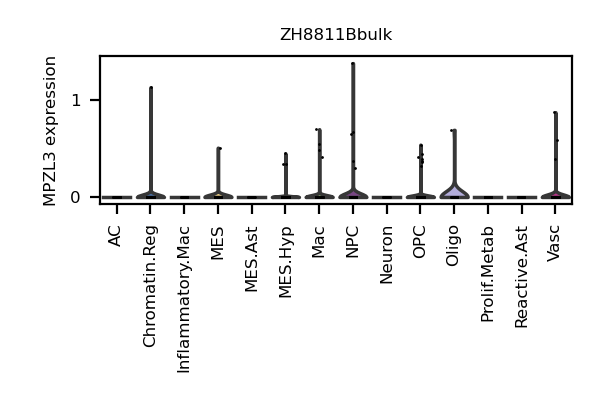 ZH8811Bbulk
MPZL3 expression
1
0
AC
Chromatin.Reg
Inflammatory.Mac
MES
MES.Ast
MES.Hyp
Mac
NPC
Neuron
OPC
Oligo
Prolif.Metab
Reactive.Ast
Vasc